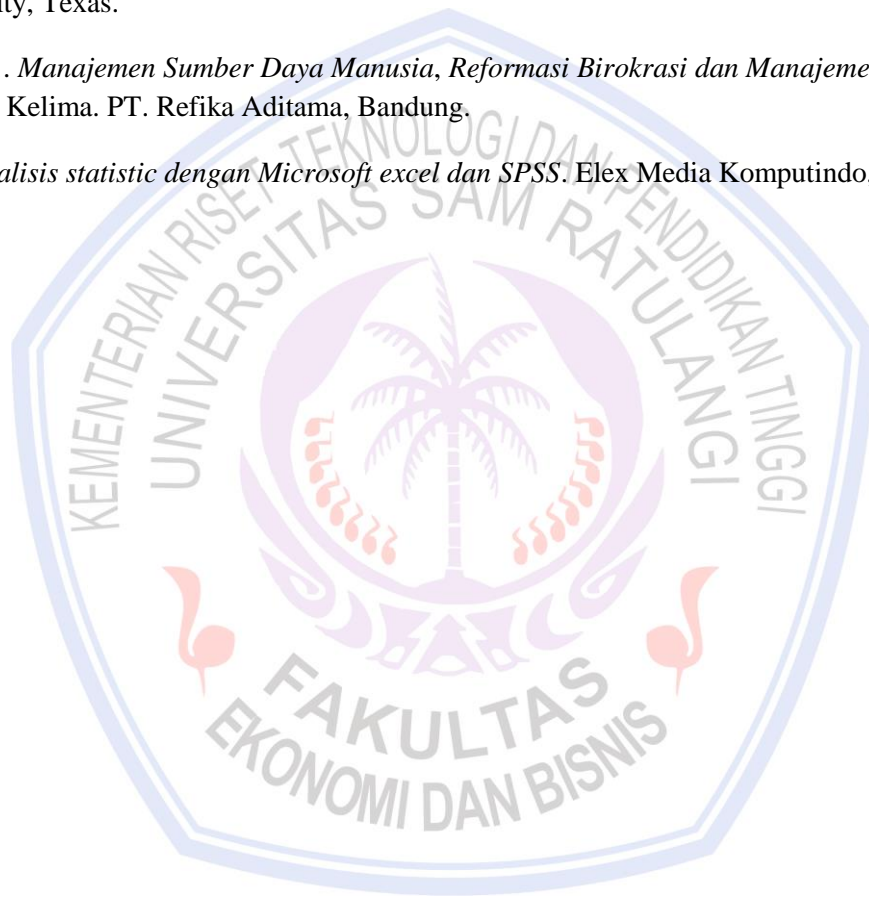 ity, Texas.
. Manajemen Sumber Daya Manusia, Reformasi Birokrasi dan Manajeme
Kelima. PT. Refika Aditama, Bandung.
alisis statistic dengan Microsoft excel dan SPSS. Elex Media Komputindo.
KEMENTERIAN RISET TEKNOLOGI DAN PENDIDIKAN TINGGI
UNIVERSITAS SAM RATULANGI
FAKULTAS
EKONOMI DAN BISNIS